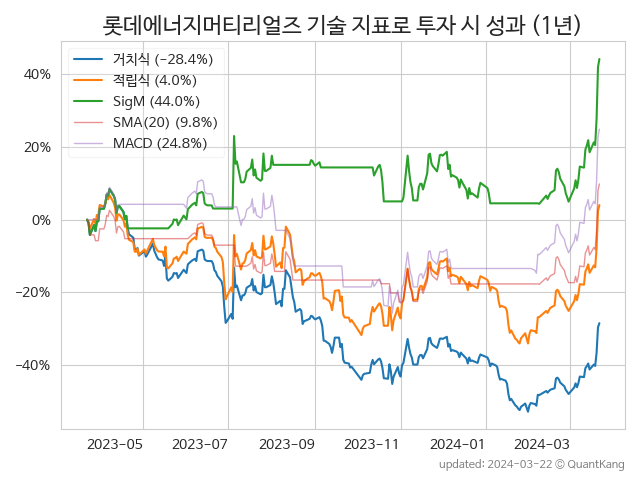 롯데에너지머티리얼즈 기술 지표로 투자 시 성과 (1년)
거치식 (−28.4%)
적립식 (4.0%)
SigM (44.0%)
SMA(20) (9.8%)
MACD (24.8%)
40%
20%
0%
−20%
−40%
2023−05 2023−07 2023−09 2023−11 2024−01 2024−03
updated: 2024−03−22 © QuantKang